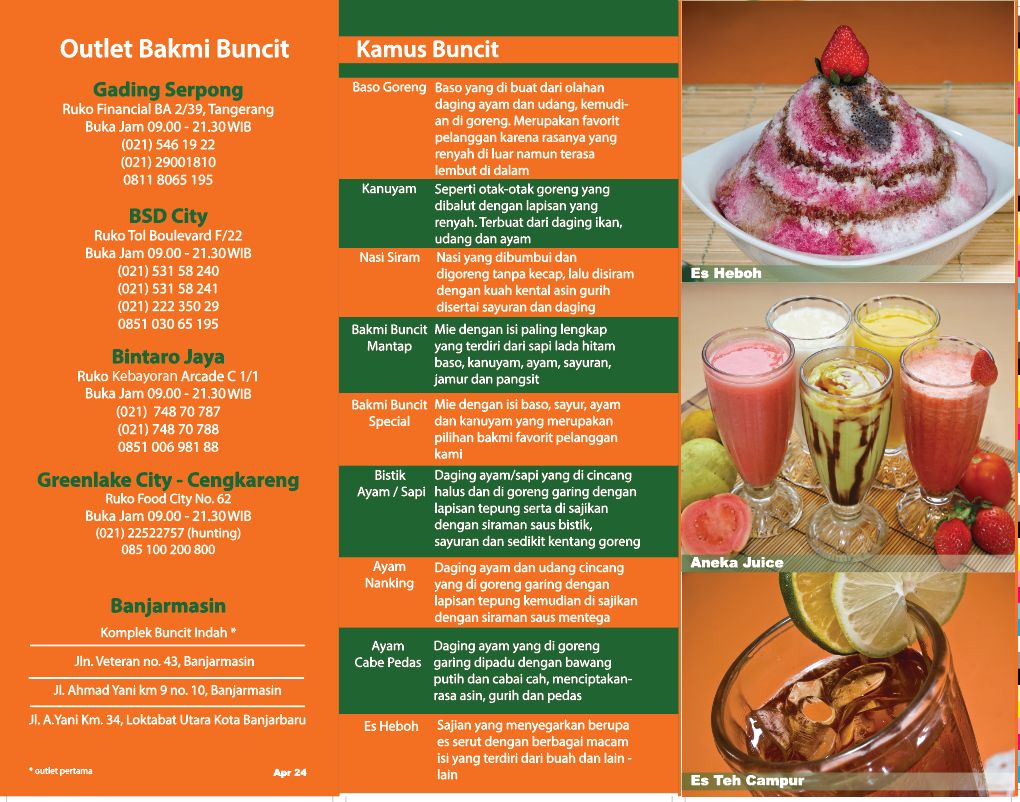 Outlet Bakmi Buncit
Gading Serpong
Ruko Financial BA 2/39, Tangerang
Buka Jam 09.00 - 21.30 WIB
(021) 546 19 22
(021) 29001810
0811 8065 195
BSD City
Ruko Tol Boulevard F/22
Buka Jam 09.00 - 21.30 WIB
(021) 531 58 240
(021) 531 58 241
(021) 222 350 29
0851 030 65 195
Bintaro Jaya
Ruko Kebayoran Arcade C 1/1
Buka Jam 09.00 - 21.30 WIB
(021) 748 70 787
(021) 748 70 788
0851 006 981 88
Greenlake City - Cengkareng
Ruko Food City No. 62
Buka Jam 09.00 - 21.30 WIB
(021) 22522757 (hunting)
085 100 200 800
Banjarmasin
Komplek Buncit Indah *
Jln. Veteran no. 43, Banjarmasin
Jl. Ahmad Yani km 9 no. 10, Banjarmasin
Jl. A.Yani Km. 34, Loktabat Utara Kota Banjarbaru
* outlet pertama
Apr 24
Kamus Buncit
Baso Goreng
Baso yang di buat dari olahan
daging ayam dan udang, kemudi-
an di goreng. Merupakan favorit
pelanggan karena rasanya yang
renyah di luar namun terasa
lembut di dalam
Kanuyam
Seperti otak-otak goreng yang
dibalut dengan lapisan yang
renyah. Terbuat dari daging ikan,
udang dan ayam
Nasi Siram
Nasi yang dibumbui dan
digoreng tanpa kecap, lalu disiram
dengan kuah kental asin gurih
disertai sayuran dan daging
Bakmi Buncit
Mantap
Mie dengan isi paling lengkap
yang terdiri dari sapi lada hitam
baso, kanuyam, ayam, sayuran,
jamur dan pangsit
Bakmi Buncit
Special
Mie dengan isi baso, sayur, ayam
dan kanuyam yang merupakan
pilihan bakmi favorit pelanggan
kami
Bistik
Ayam / Sapi
Daging ayam/sapi yang di cincang
halus dan di goreng garing dengan
lapisan tepung serta di sajikan
dengan siraman saus bistik,
sayuran dan sedikit kentang goreng
Ayam
Nanking
Daging ayam dan udang cincang
yang di goreng garing dengan
lapisan tepung kemudian di sajikan
dengan siraman saus mentega
Ayam
Cabe Pedas
Daging ayam yang di goreng
garing dipadu dengan bawang
putih dan cabai cah, menciptakan-
rasa asin, gurih dan pedas
Es Heboh
Sajian yang menyegarkan berupa
es serut dengan berbagai macam
isi yang terdiri dari buah dan lain -
lain
Es Heboh
Aneka Juice
Es Teh Campur